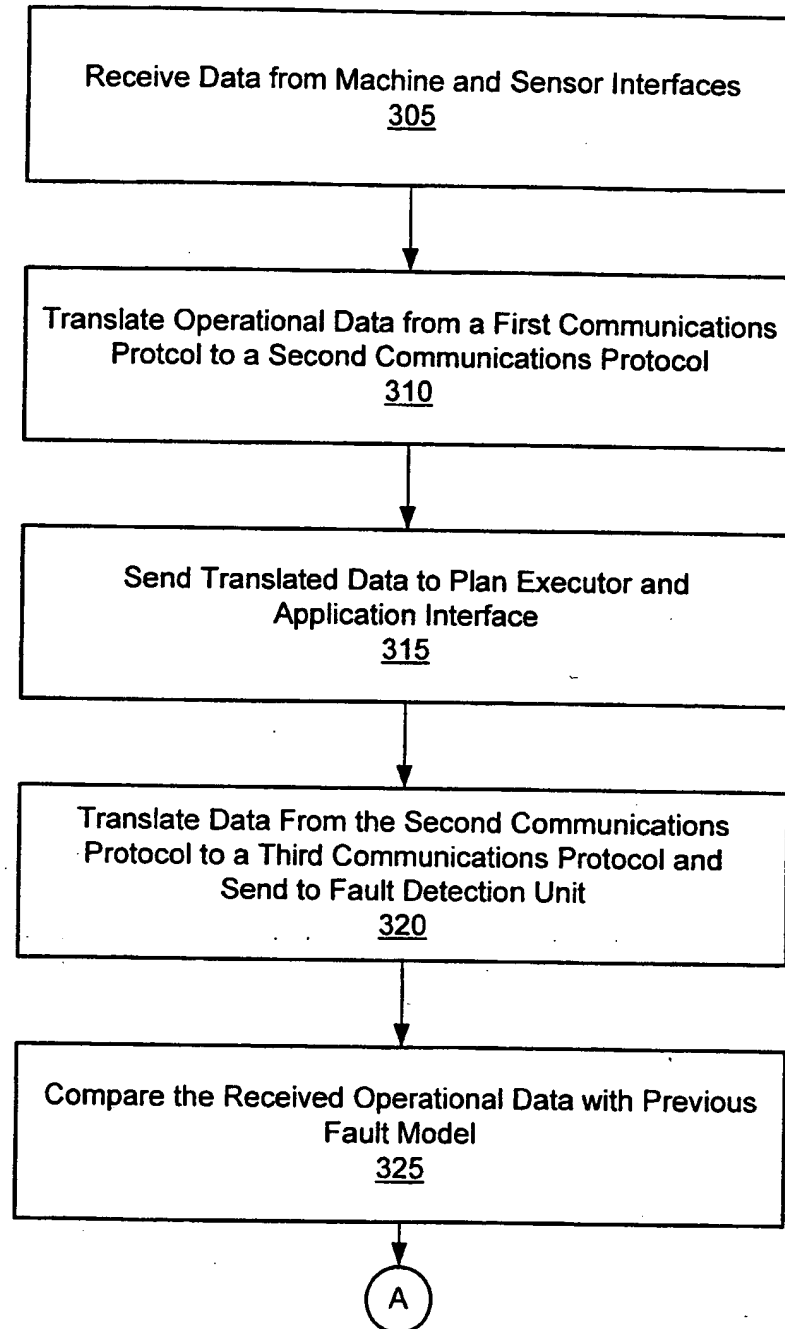 Receive Data from Machine and Sensor Interfaces
305
Translate Operational Data from a First Communications
Protcol to a Second Communications Protocol
310
Send Translated Data to Plan Executor and
Application Interface
315
Translate Data From the Second Communications
Protocol to a Third Communications Protocol and
Send to Fault Detection Unit
320
Compare the Received Operational Data with Previous
Fault Model
325
A